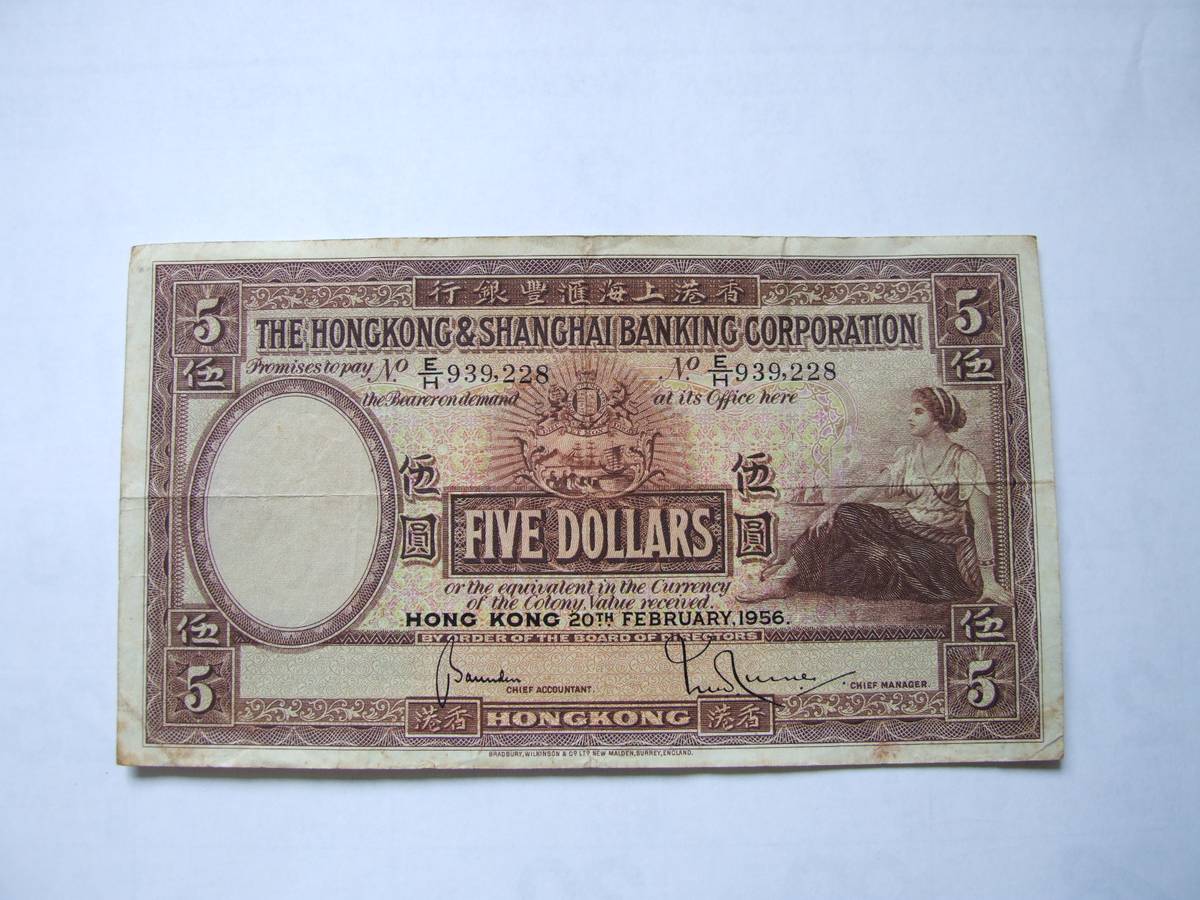 行銀豐滙海上港香
5 5
THE HONGKONG & SHANGHAI BANKING CORPORATION
伍 伍
Promises to pay No. E/H 939,228 No. E/H 939,228
the Bearer on demand at its Office here
伍圓 伍圓
FIVE DOLLARS
or the equivalent in the Currency
of the Colony, Value received.
HONG KONG 20TH FEBRUARY, 1956.
伍 伍
BY ORDER OF THE BOARD OF DIRECTORS
5 5
CHIEF ACCOUNTANT. CHIEF MANAGER.
港香 HONGKONG 港香
BRADBURY, WILKINSON & Co. LTD. NEW MALDEN, SURREY, ENGLAND.